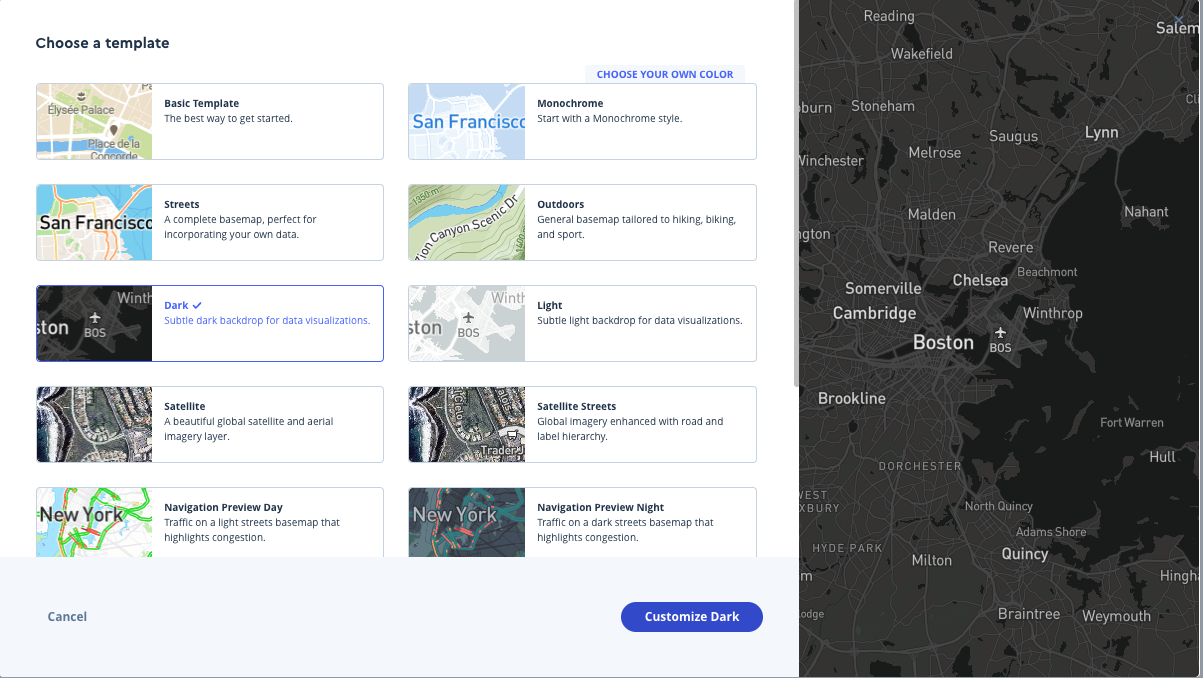 Choose a template
CHOOSE YOUR OWN COLOR
Élysée Palace
Place de la
Concorde
Basic Template
The best way to get started.
San Francisco
Monochrome
Start with a Monochrome style.
San Francisco
Streets
A complete basemap, perfect for
incorporating your own data.
1350 m
Zion Canyon Scenic Dr
1400
Outdoors
General basemap tailored to hiking, biking,
and sport.
Winth
ston
BOS
Dark
Subtle dark backdrop for data visualizations.
Winth
ston
BOS
Light
Subtle light backdrop for data visualizations.
Satellite
A beautiful global satellite and aerial
imagery layer.
Trader J
Satellite Streets
Global imagery enhanced with road and
label hierarchy.
New York
Navigation Preview Day
Traffic on a light streets basemap that
highlights congestion.
New York
Navigation Preview Night
Traffic on a dark streets basemap that
highlights congestion.
Cancel
Customize Dark
Reading
Salem
Wakefield
Cli
burn
Stoneham
Saugus
Lynn
Melrose
Winchester
Malden
Nahant
ngton
Revere
Beachmont
Chelsea
Somerville
Cambridge
Winthrop
Boston
BOS
Brookline
Fort Warren
Hull
DORCHESTER
WEST
XBURY
North Quincy
Adams Shore
HYDE PARK
Quincy
Milton
m
Hingh
odge
Braintree
Weymouth